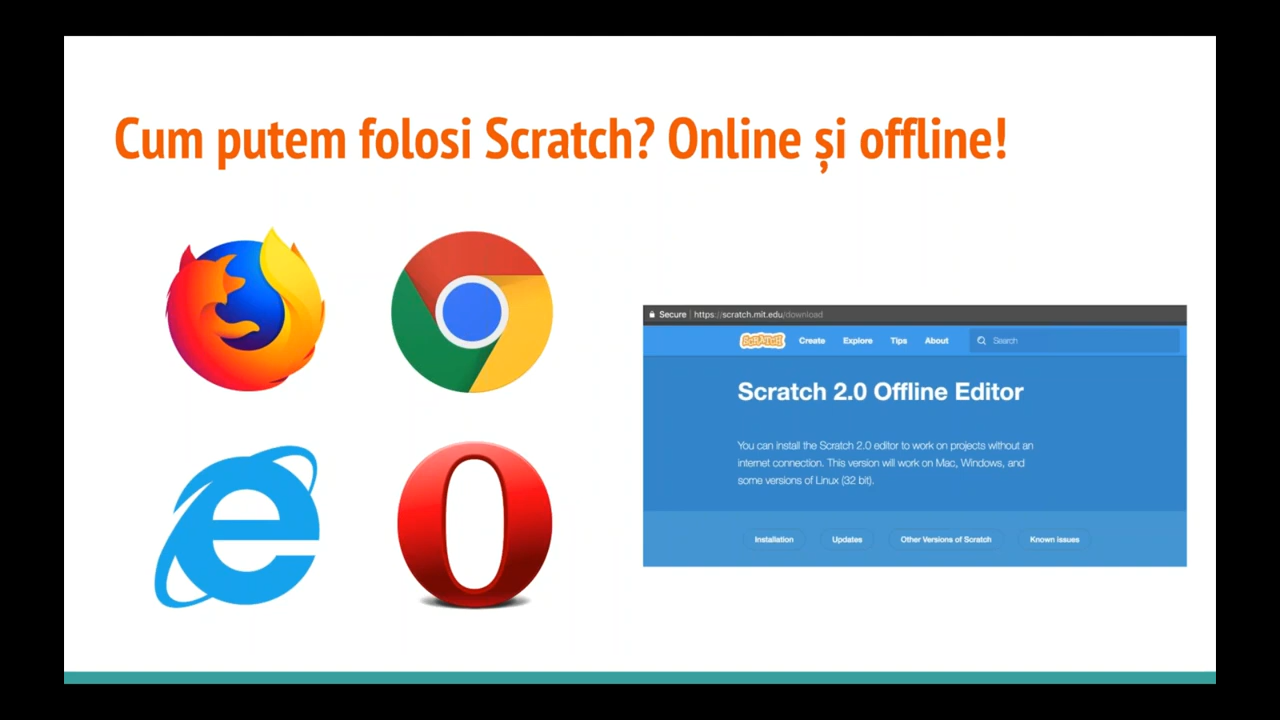 Cum putem folosi Scratch? Online și offline!
Secure | https://scratch.mit.edu/download
SCRATCH Create Explore Tips About Search
Scratch 2.0 Offline Editor
You can install the Scratch 2.0 editor to work on projects without an
internet connection. This version will work on Mac, Windows, and
some versions of Linux (32 bit).
Installation Updates Other Versions of Scratch Known issues